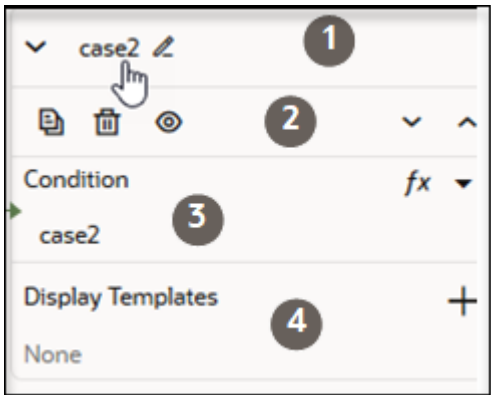 case2 1
2
Condition fx
3
case2
Display Templates
4
None